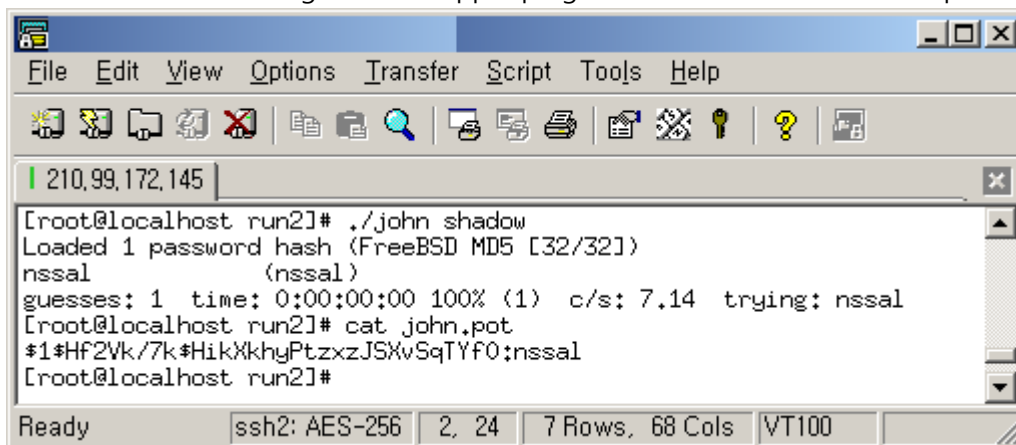 File Edit View Options Transfer Script Tools Help
210,99,172,145
[root@localhost run2]# ./john shadow
Loaded 1 password hash (FreeBSD MD5 [32/32])
nssal (nssal)
guesses: 1 time: 0:00:00:00 100% (1) c/s: 7.14 trying: nssal
[root@localhost run2]# cat john.pot
$1$Hf2Vk/7k$HikXkhyPtzxzJSXvSqTYf0:nssal
[root@localhost run2]#
Ready ssh2: AES-256 2, 24 7 Rows, 68 Cols VT100